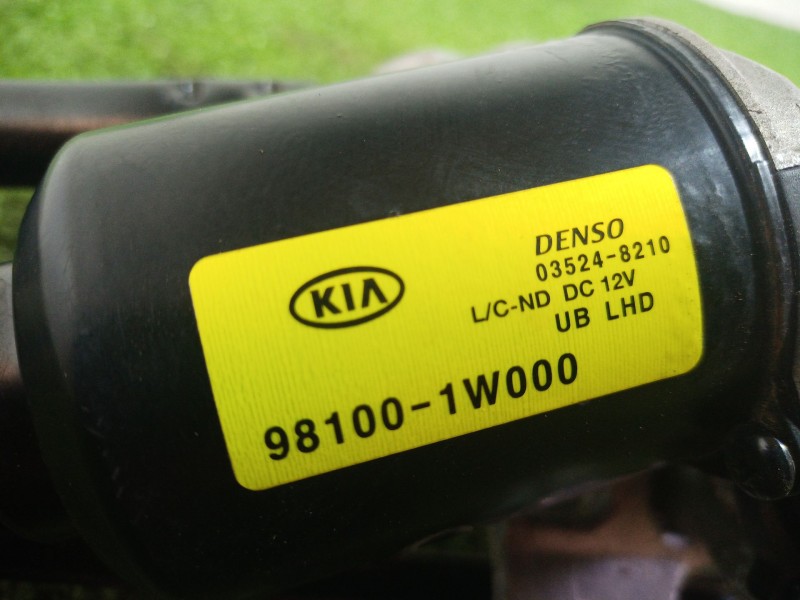 KIA
DENSO
03524-8210
L/C-ND DC 12V
UB LHD
98100-1W000